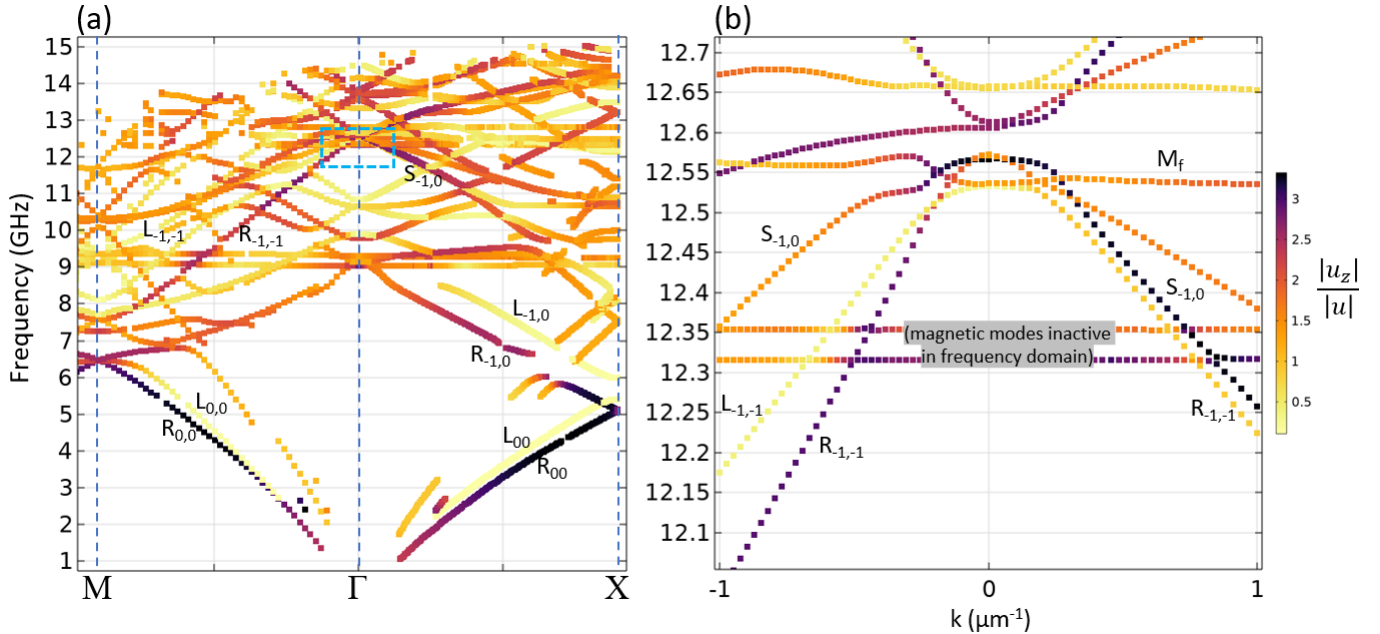 (a)
15
14
13
12
11
10
9
8
7
6
5
4
3
2
1
Frequency (GHz)
M
Γ
X
S-1,0
L-1,-1
R-1,-1
L-1,0
R-1,0
L0,0
R0,0
L00
R00
(b)
12.7
12.65
12.6
12.55
12.5
12.45
12.4
12.35
12.3
12.25
12.2
12.15
12.1
-1
0
1
k (μm-1)
Mf
S-1,0
S-1,0
(magnetic modes inactive
in frequency domain)
L-1,-1
R-1,-1
R-1,-1
3
2.5
2
1.5
1
0.5
|uz|
|u|